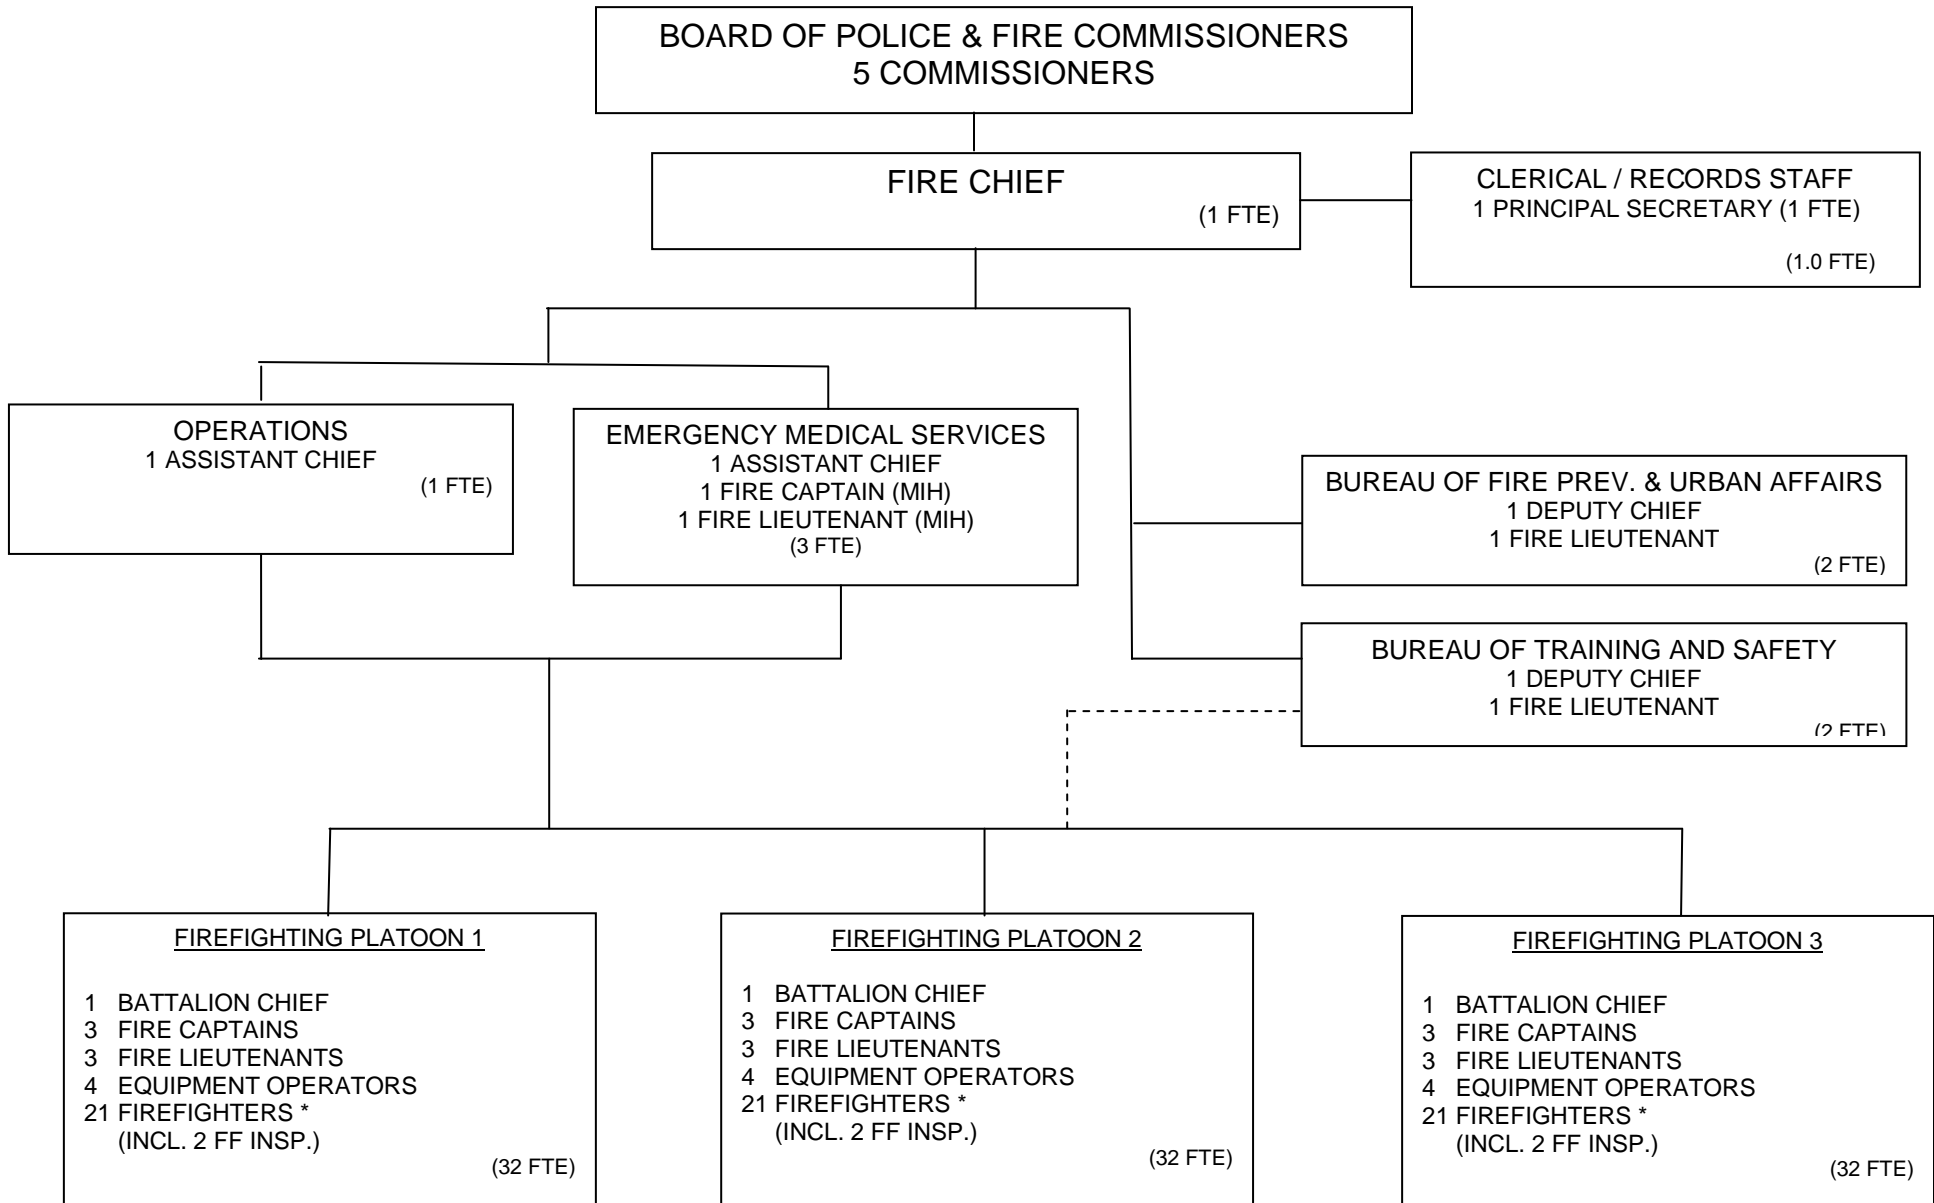 BOARD OF POLICE & FIRE COMMISSIONERS
5 COMMISSIONERS
FIRE CHIEF
(1 FTE)
CLERICAL / RECORDS STAFF
1 PRINCIPAL SECRETARY (1 FTE)
(1.0 FTE)
OPERATIONS
1 ASSISTANT CHIEF
(1 FTE)
EMERGENCY MEDICAL SERVICES
1 ASSISTANT CHIEF
1 FIRE CAPTAIN (MIH)
1 FIRE LIEUTENANT (MIH)
(3 FTE)
BUREAU OF FIRE PREV. & URBAN AFFAIRS
1 DEPUTY CHIEF
1 FIRE LIEUTENANT
(2 FTE)
BUREAU OF TRAINING AND SAFETY
1 DEPUTY CHIEF
1 FIRE LIEUTENANT
(2 FTE)
FIREFIGHTING PLATOON 1
1 BATTALION CHIEF
3 FIRE CAPTAINS
3 FIRE LIEUTENANTS
4 EQUIPMENT OPERATORS
21 FIREFIGHTERS *
(INCL. 2 FF INSP.)
(32 FTE)
FIREFIGHTING PLATOON 2
1 BATTALION CHIEF
3 FIRE CAPTAINS
3 FIRE LIEUTENANTS
4 EQUIPMENT OPERATORS
21 FIREFIGHTERS *
(INCL. 2 FF INSP.)
(32 FTE)
FIREFIGHTING PLATOON 3
1 BATTALION CHIEF
3 FIRE CAPTAINS
3 FIRE LIEUTENANTS
4 EQUIPMENT OPERATORS
21 FIREFIGHTERS *
(INCL. 2 FF INSP.)
(32 FTE)